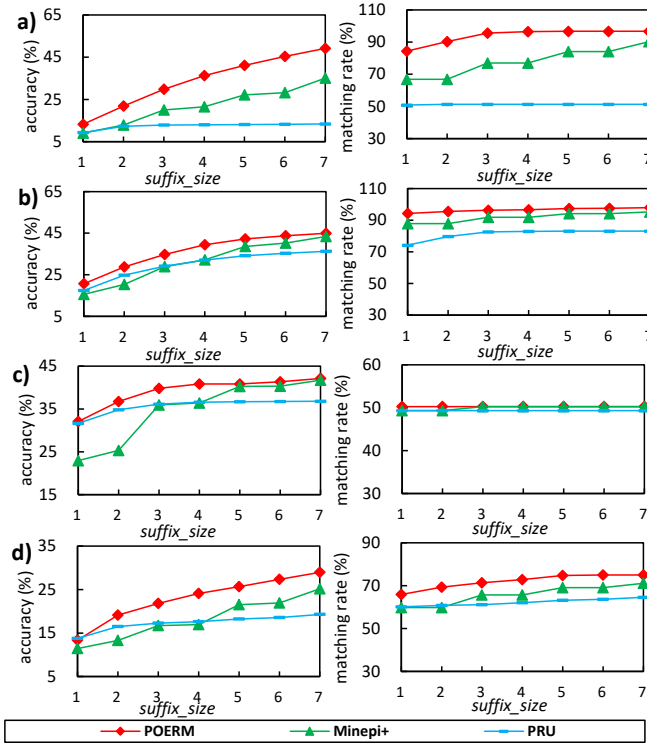 a)
accuracy (%)
65
45
25
5
1 2 3 4 5 6 7
suffix_size
matching rate (%)
110
90
70
50
30
1 2 3 4 5 6 7
b)
accuracy (%)
65
45
25
5
1 2 3 4 5 6 7
suffix_size
matching rate (%)
110
90
70
50
30
1 2 3 4 5 6 7
suffix_size
c)
accuracy (%)
45
35
25
15
1 2 3 4 5 6 7
suffix_size
matching rate (%)
60
50
40
30
1 2 3 4 5 6 7
suffix_size
d)
accuracy (%)
35
25
15
5
1 2 3 4 5 6 7
suffix_size
matching rate (%)
90
70
50
30
1 2 3 4 5 6 7
suffix_size
POERM Minepi+ PRU